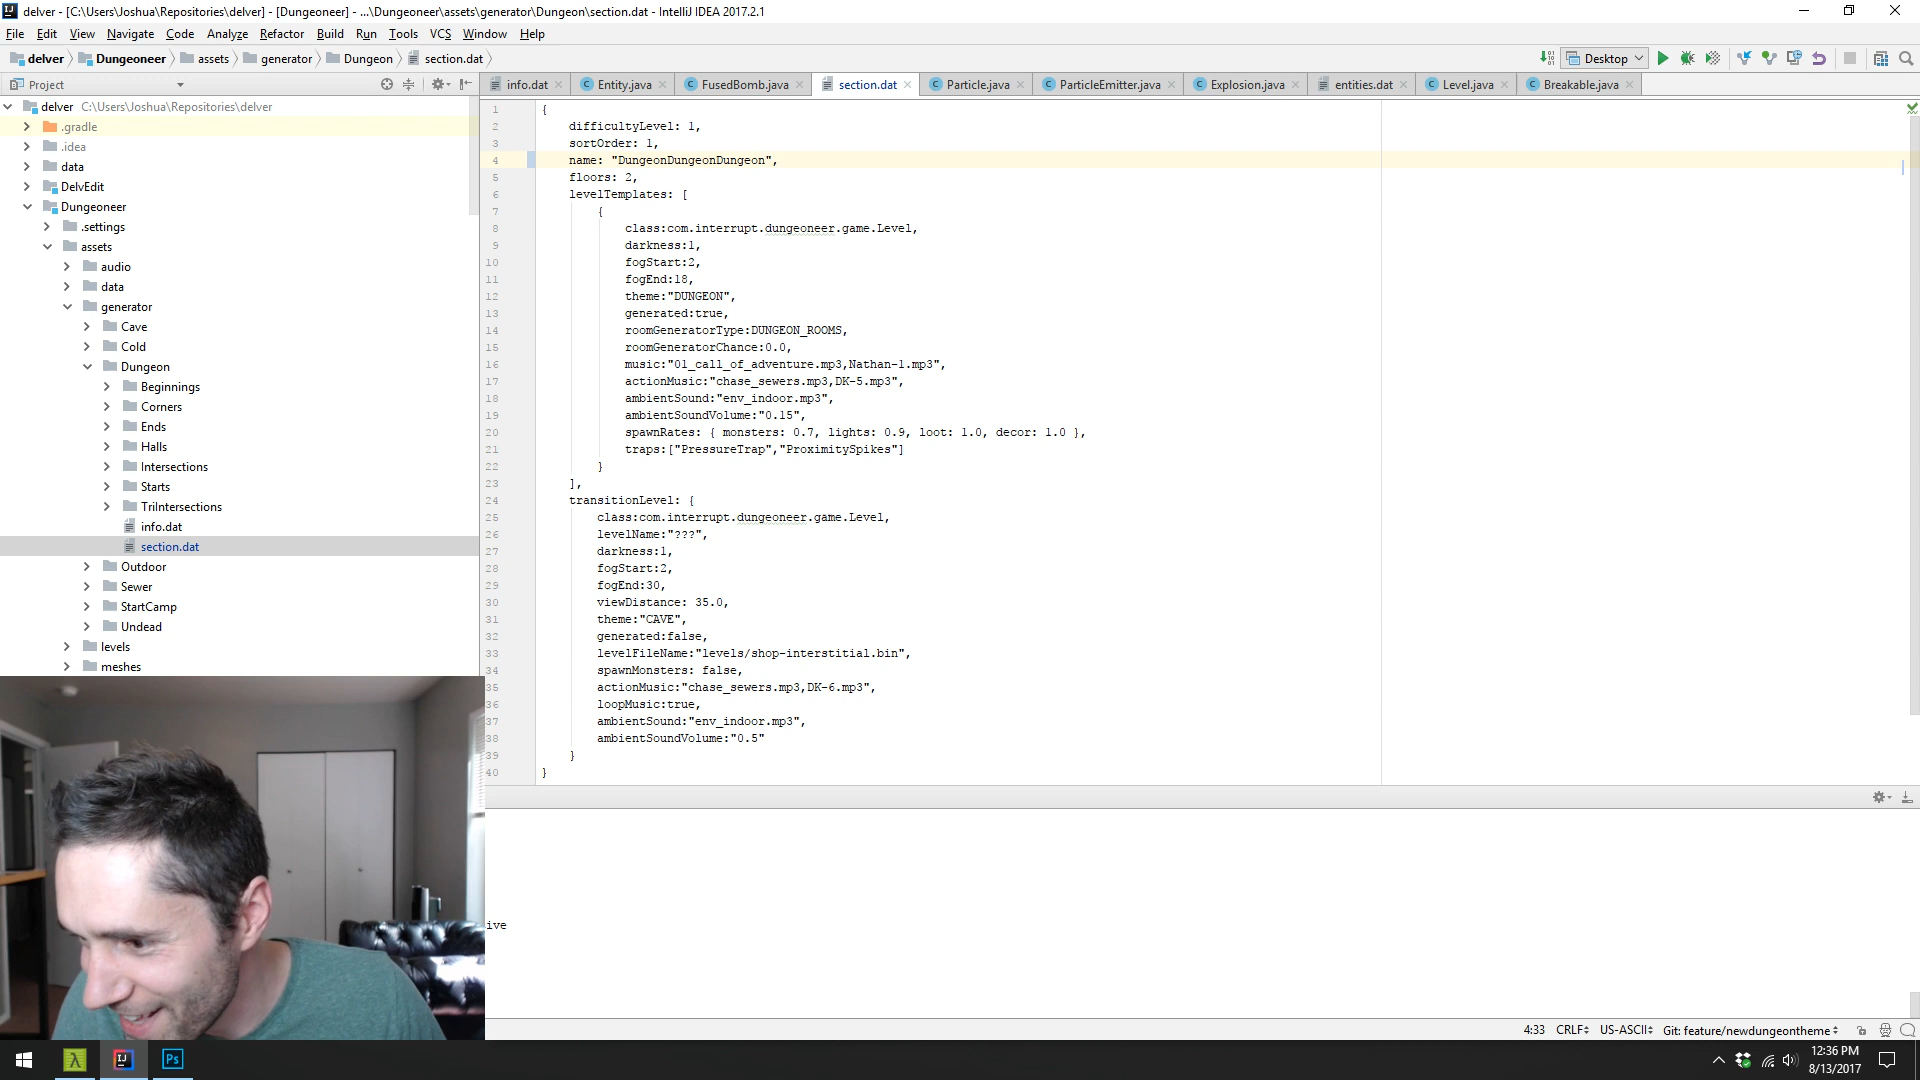 delver - [C:\Users\Joshua\Repositories\delver] - [Dungeoneer] - ...\Dungeoneer\assets\generator\Dungeon\section.dat - IntelliJ IDEA 2017.2.1
File Edit View Navigate Code Analyze Refactor Build Run Tools VCS Window Help
delver Dungeoneer assets generator Dungeon section.dat
Desktop
Project
info.dat Entity.java FusedBomb.java section.dat Particle.java ParticleEmitter.java Explosion.java entities.dat Level.java Breakable.java
delver C:\Users\Joshua\Repositories\delver
.gradle
.idea
data
DelvEdit
Dungeoneer
.settings
assets
audio
data
generator
Cave
Cold
Dungeon
Beginnings
Corners
Ends
Halls
Intersections
Starts
TriIntersections
info.dat
section.dat
Outdoor
Sewer
StartCamp
Undead
levels
meshes
1 {
2 difficultyLevel: 1,
3 sortOrder: 1,
4 name: "DungeonDungeonDungeon",
5 floors: 2,
6 levelTemplates: [
7 {
8 class:com.interrupt.dungeoneer.game.Level,
9 darkness:1,
10 fogStart:2,
11 fogEnd:18,
12 theme:"DUNGEON",
13 generated:true,
14 roomGeneratorType:DUNGEON_ROOMS,
15 roomGeneratorChance:0.0,
16 music:"01_call_of_adventure.mp3,Nathan-1.mp3",
17 actionMusic:"chase_sewers.mp3,DK-5.mp3",
18 ambientSound:"env_indoor.mp3",
19 ambientSoundVolume:"0.15",
20 spawnRates: { monsters: 0.7, lights: 0.9, loot: 1.0, decor: 1.0 },
21 traps:["PressureTrap","ProximitySpikes"]
22 }
23 ],
24 transitionLevel: {
25 class:com.interrupt.dungeoneer.game.Level,
26 levelName:"???",
27 darkness:1,
28 fogStart:2,
29 fogEnd:30,
30 viewDistance: 35.0,
31 theme:"CAVE",
32 generated:false,
33 levelFileName:"levels/shop-interstitial.bin",
34 spawnMonsters: false,
35 actionMusic:"chase_sewers.mp3,DK-6.mp3",
36 loopMusic:true,
37 ambientSound:"env_indoor.mp3",
38 ambientSoundVolume:"0.5"
39 }
40 }
ive
4:33 CRLF US-ASCII Git: feature/newdungeontheme
IJ Ps
12:36 PM
8/13/2017